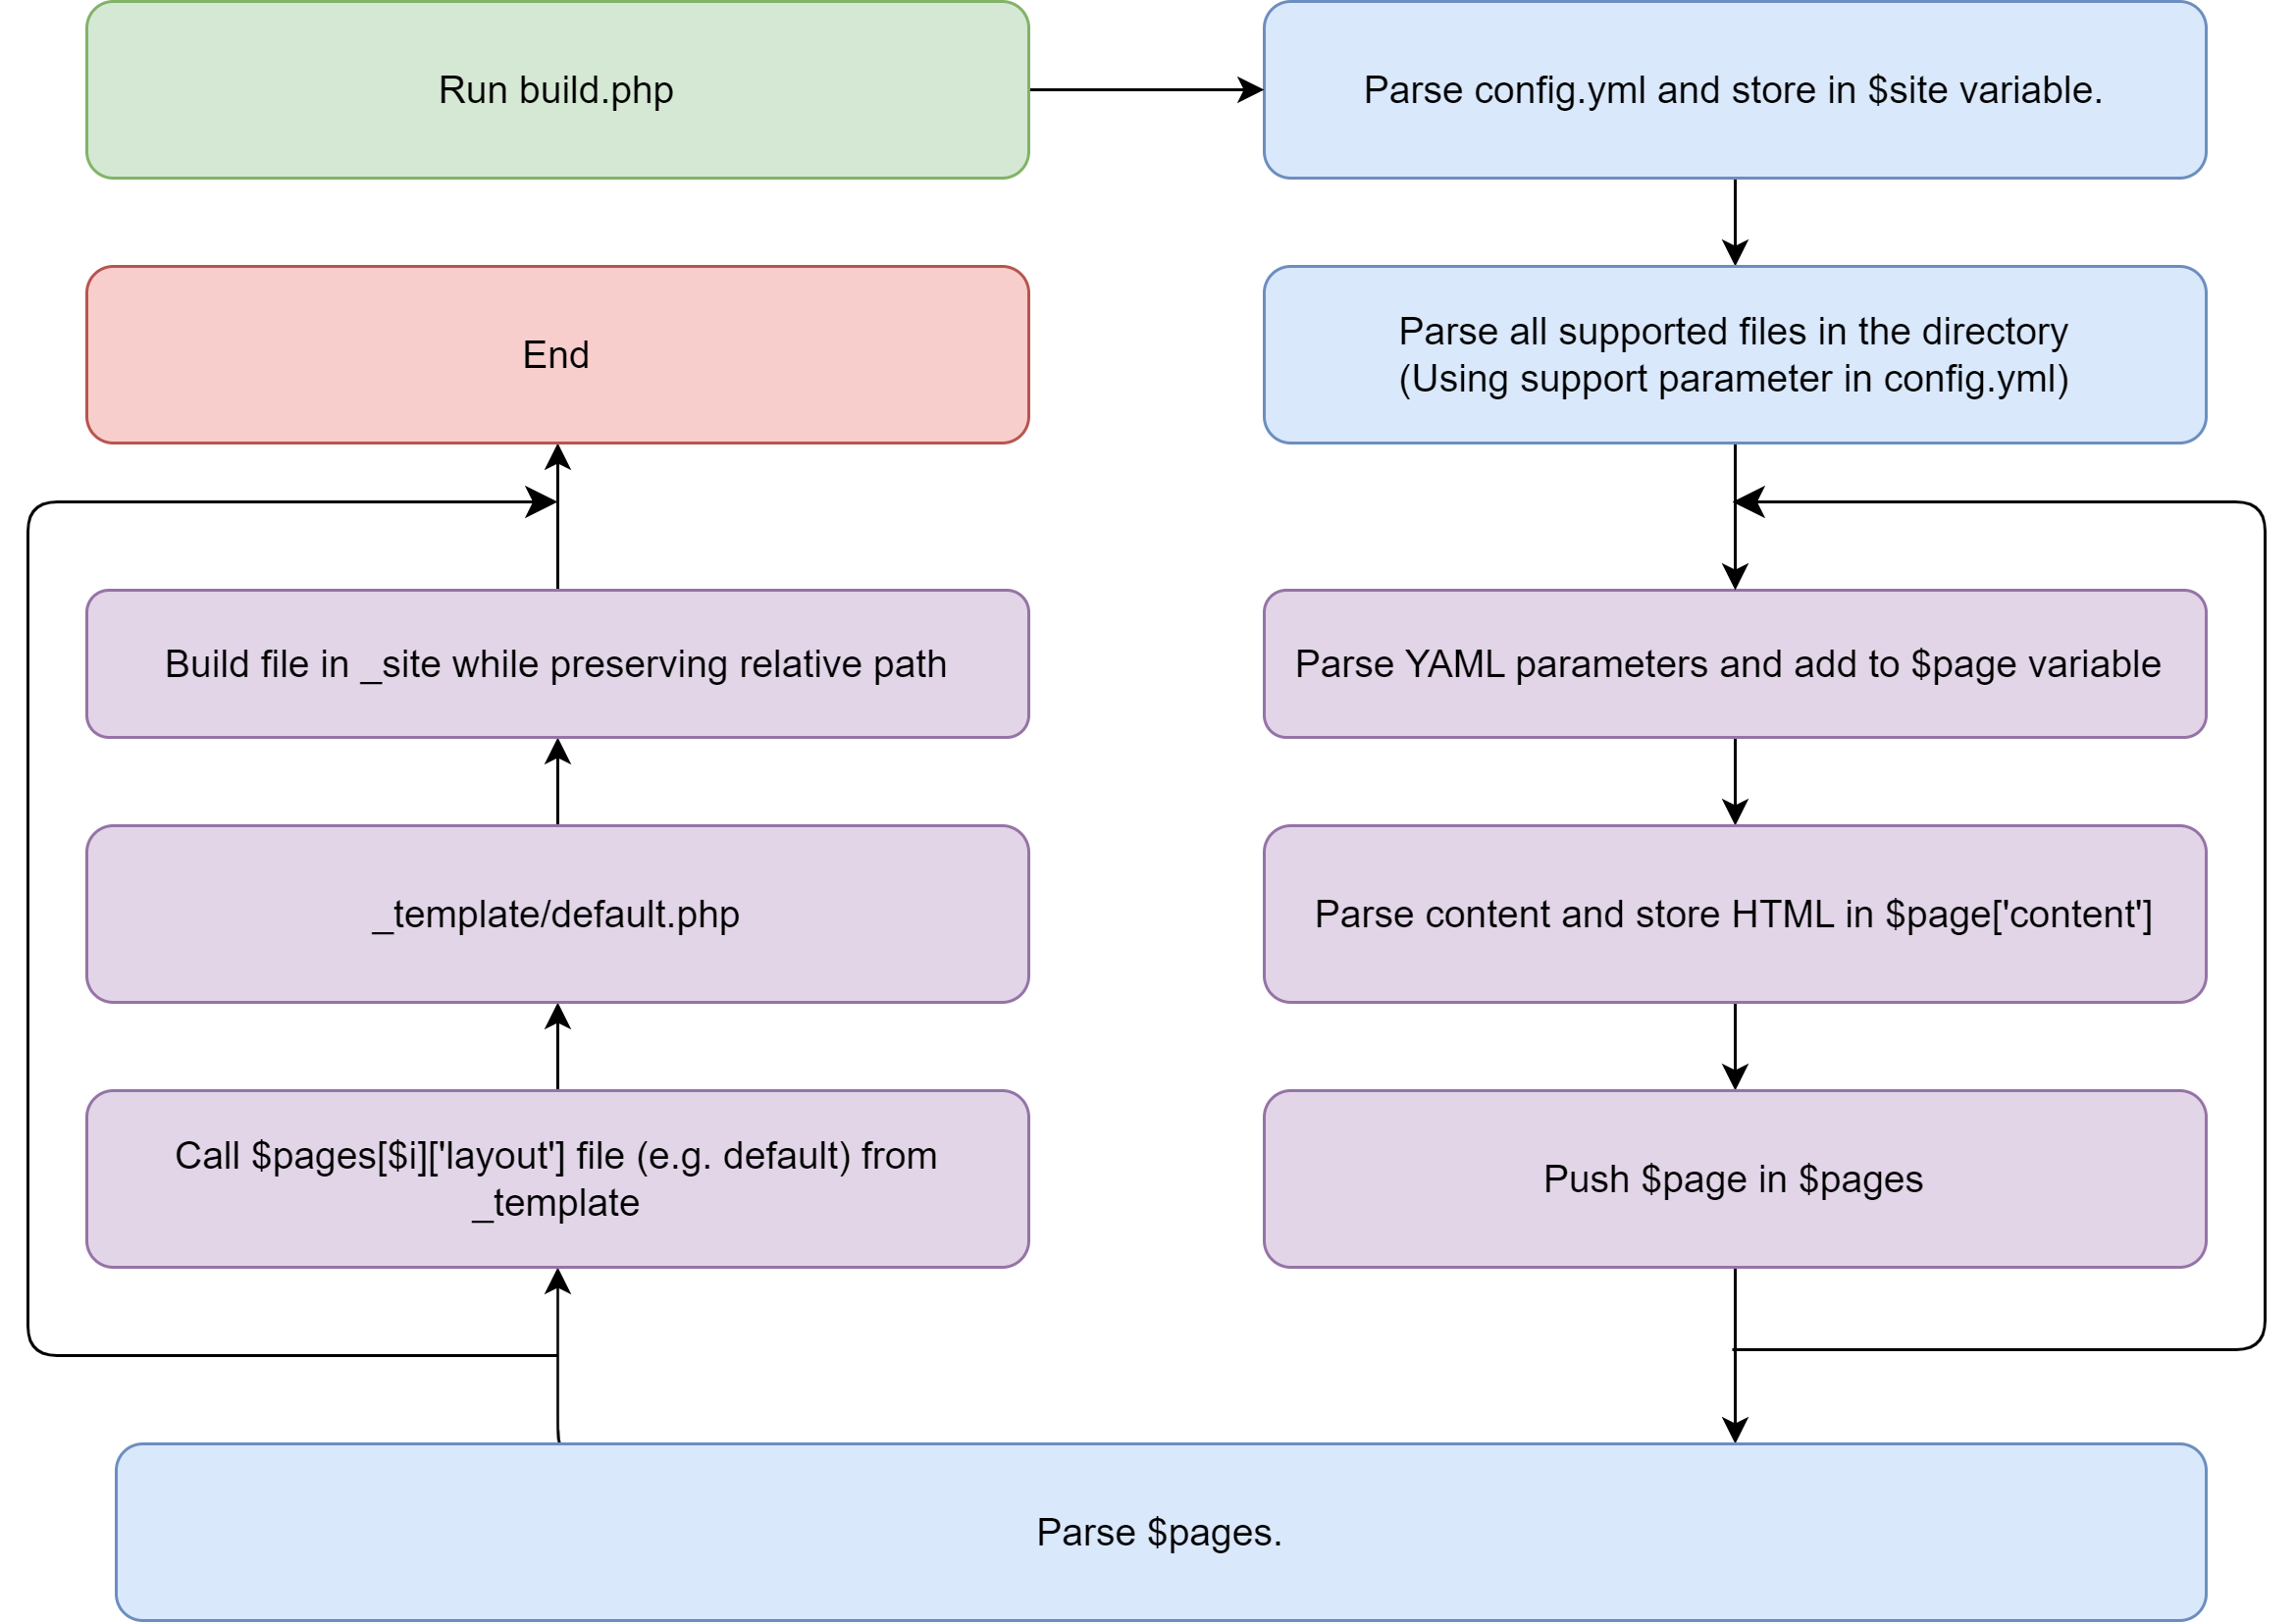 Run build.php
Parse config.yml and store in $site variable.
End
Parse all supported files in the directory
(Using support parameter in config.yml)
Build file in _site while preserving relative path
Parse YAML parameters and add to $page variable
_template/default.php
Parse content and store HTML in $page['content']
Call $pages[$i]['layout'] file (e.g. default) from
_template
Push $page in $pages
Parse $pages.